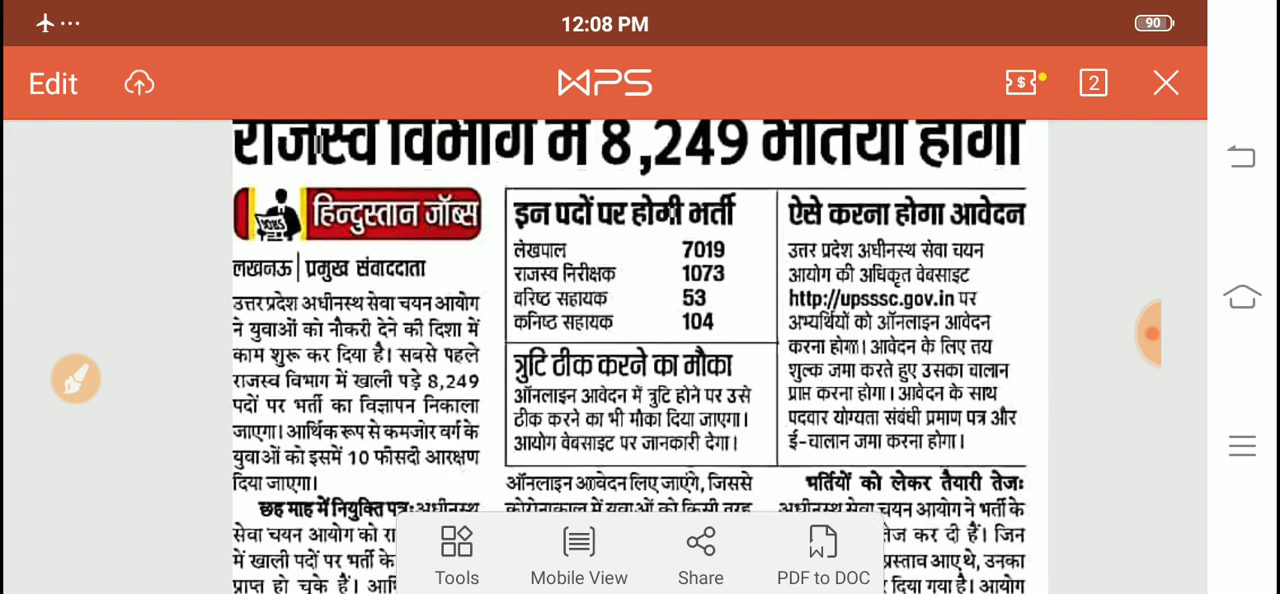 12:08 PM
90
Edit
WPS
2
राजस्व विभाग में 8,249 भर्तियां होंगी
हिन्दुस्तान जॉब्स
लखनऊ | प्रमुख संवाददाता
उत्तर प्रदेश अधीनस्थ सेवा चयन आयोग
ने युवाओं को नौकरी देने की दिशा में
काम शुरू कर दिया है। सबसे पहले
राजस्व विभाग में खाली पड़े 8,249
पदों पर भर्ती का विज्ञापन निकाला
जाएगा। आर्थिक रूप से कमजोर वर्ग के
युवाओं को इसमें 10 फीसदी आरक्षण
दिया जाएगा।
छह माह में नियुक्ति पत्र: अधीनस्थ
सेवा चयन आयोग को रा
में खाली पदों पर भर्ती के
प्राप्त हो चुके हैं। आर्
इन पदों पर होगी भर्ती
लेखपाल 7019
राजस्व निरीक्षक 1073
वरिष्ठ सहायक 53
कनिष्ठ सहायक 104
त्रुटि ठीक करने का मौका
ऑनलाइन आवेदन में त्रुटि होने पर उसे
ठीक करने का भी मौका दिया जाएगा।
आयोग वेबसाइट पर जानकारी देगा।
ऑनलाइन आवेदन लिए जाएंगे, जिससे
कोरोनाकाल में युवाओं को किसी तरह
ऐसे करना होगा आवेदन
उत्तर प्रदेश अधीनस्थ सेवा चयन
आयोग की अधिकृत वेबसाइट
http://upsssc.gov.in पर
अभ्यर्थियों को ऑनलाइन आवेदन
करना होगा। आवेदन के लिए तय
शुल्क जमा करते हुए उसका चालान
प्राप्त करना होगा। आवेदन के साथ
पदवार योग्यता संबंधी प्रमाण पत्र और
ई-चालान जमा करना होगा।
भर्तियों को लेकर तैयारी तेज:
अधीनस्थ सेवा चयन आयोग ने भर्ती के
तेज कर दी हैं। जिन
प्रस्ताव आए थे, उनका
दिया गया है। आयोग
Tools
Mobile View
Share
PDF to DOC